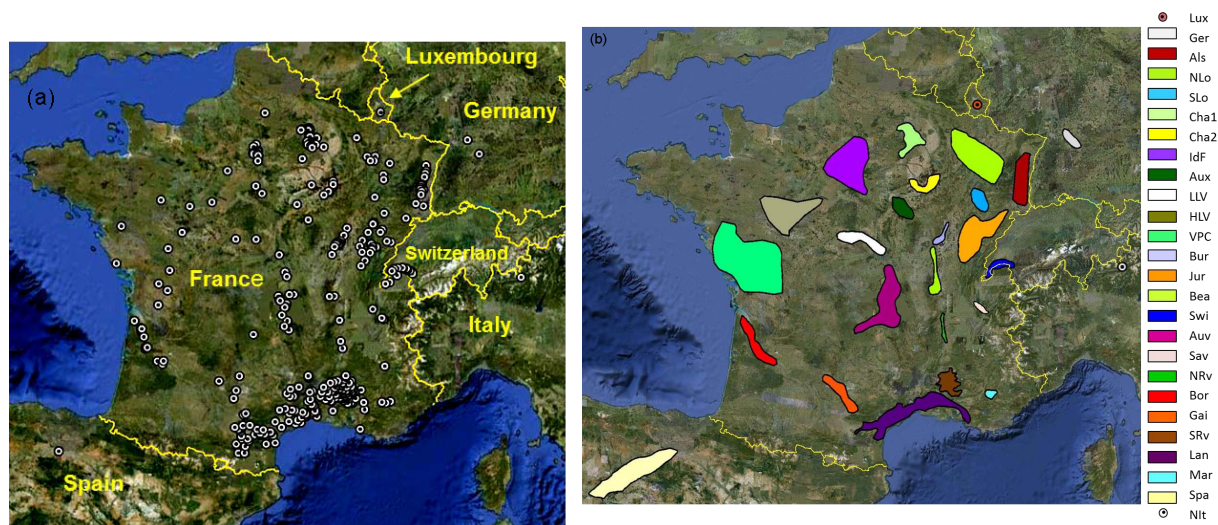 (a)
Luxembourg
Germany
Switzerland
France
Italy
Spain
(b)
Lux
Ger
Als
NLo
SLo
Cha1
Cha2
IdF
Aux
LLV
HLV
VPC
Bur
Jur
Bea
Swi
Auv
Sav
NRv
Bor
Gai
SRv
Lan
Mar
Spa
NIt